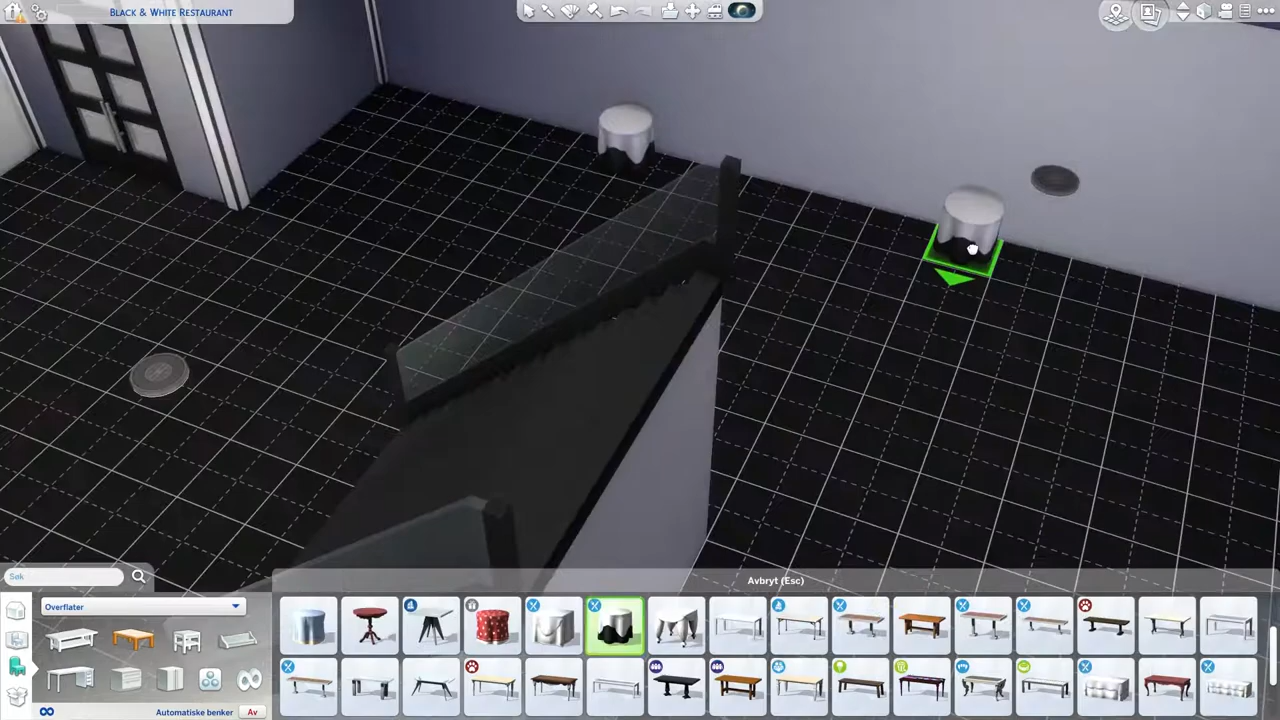 BLACK & WHITE RESTAURANT
Avbryt (Esc)
Søk
Overflater
Automatiske benker
Av